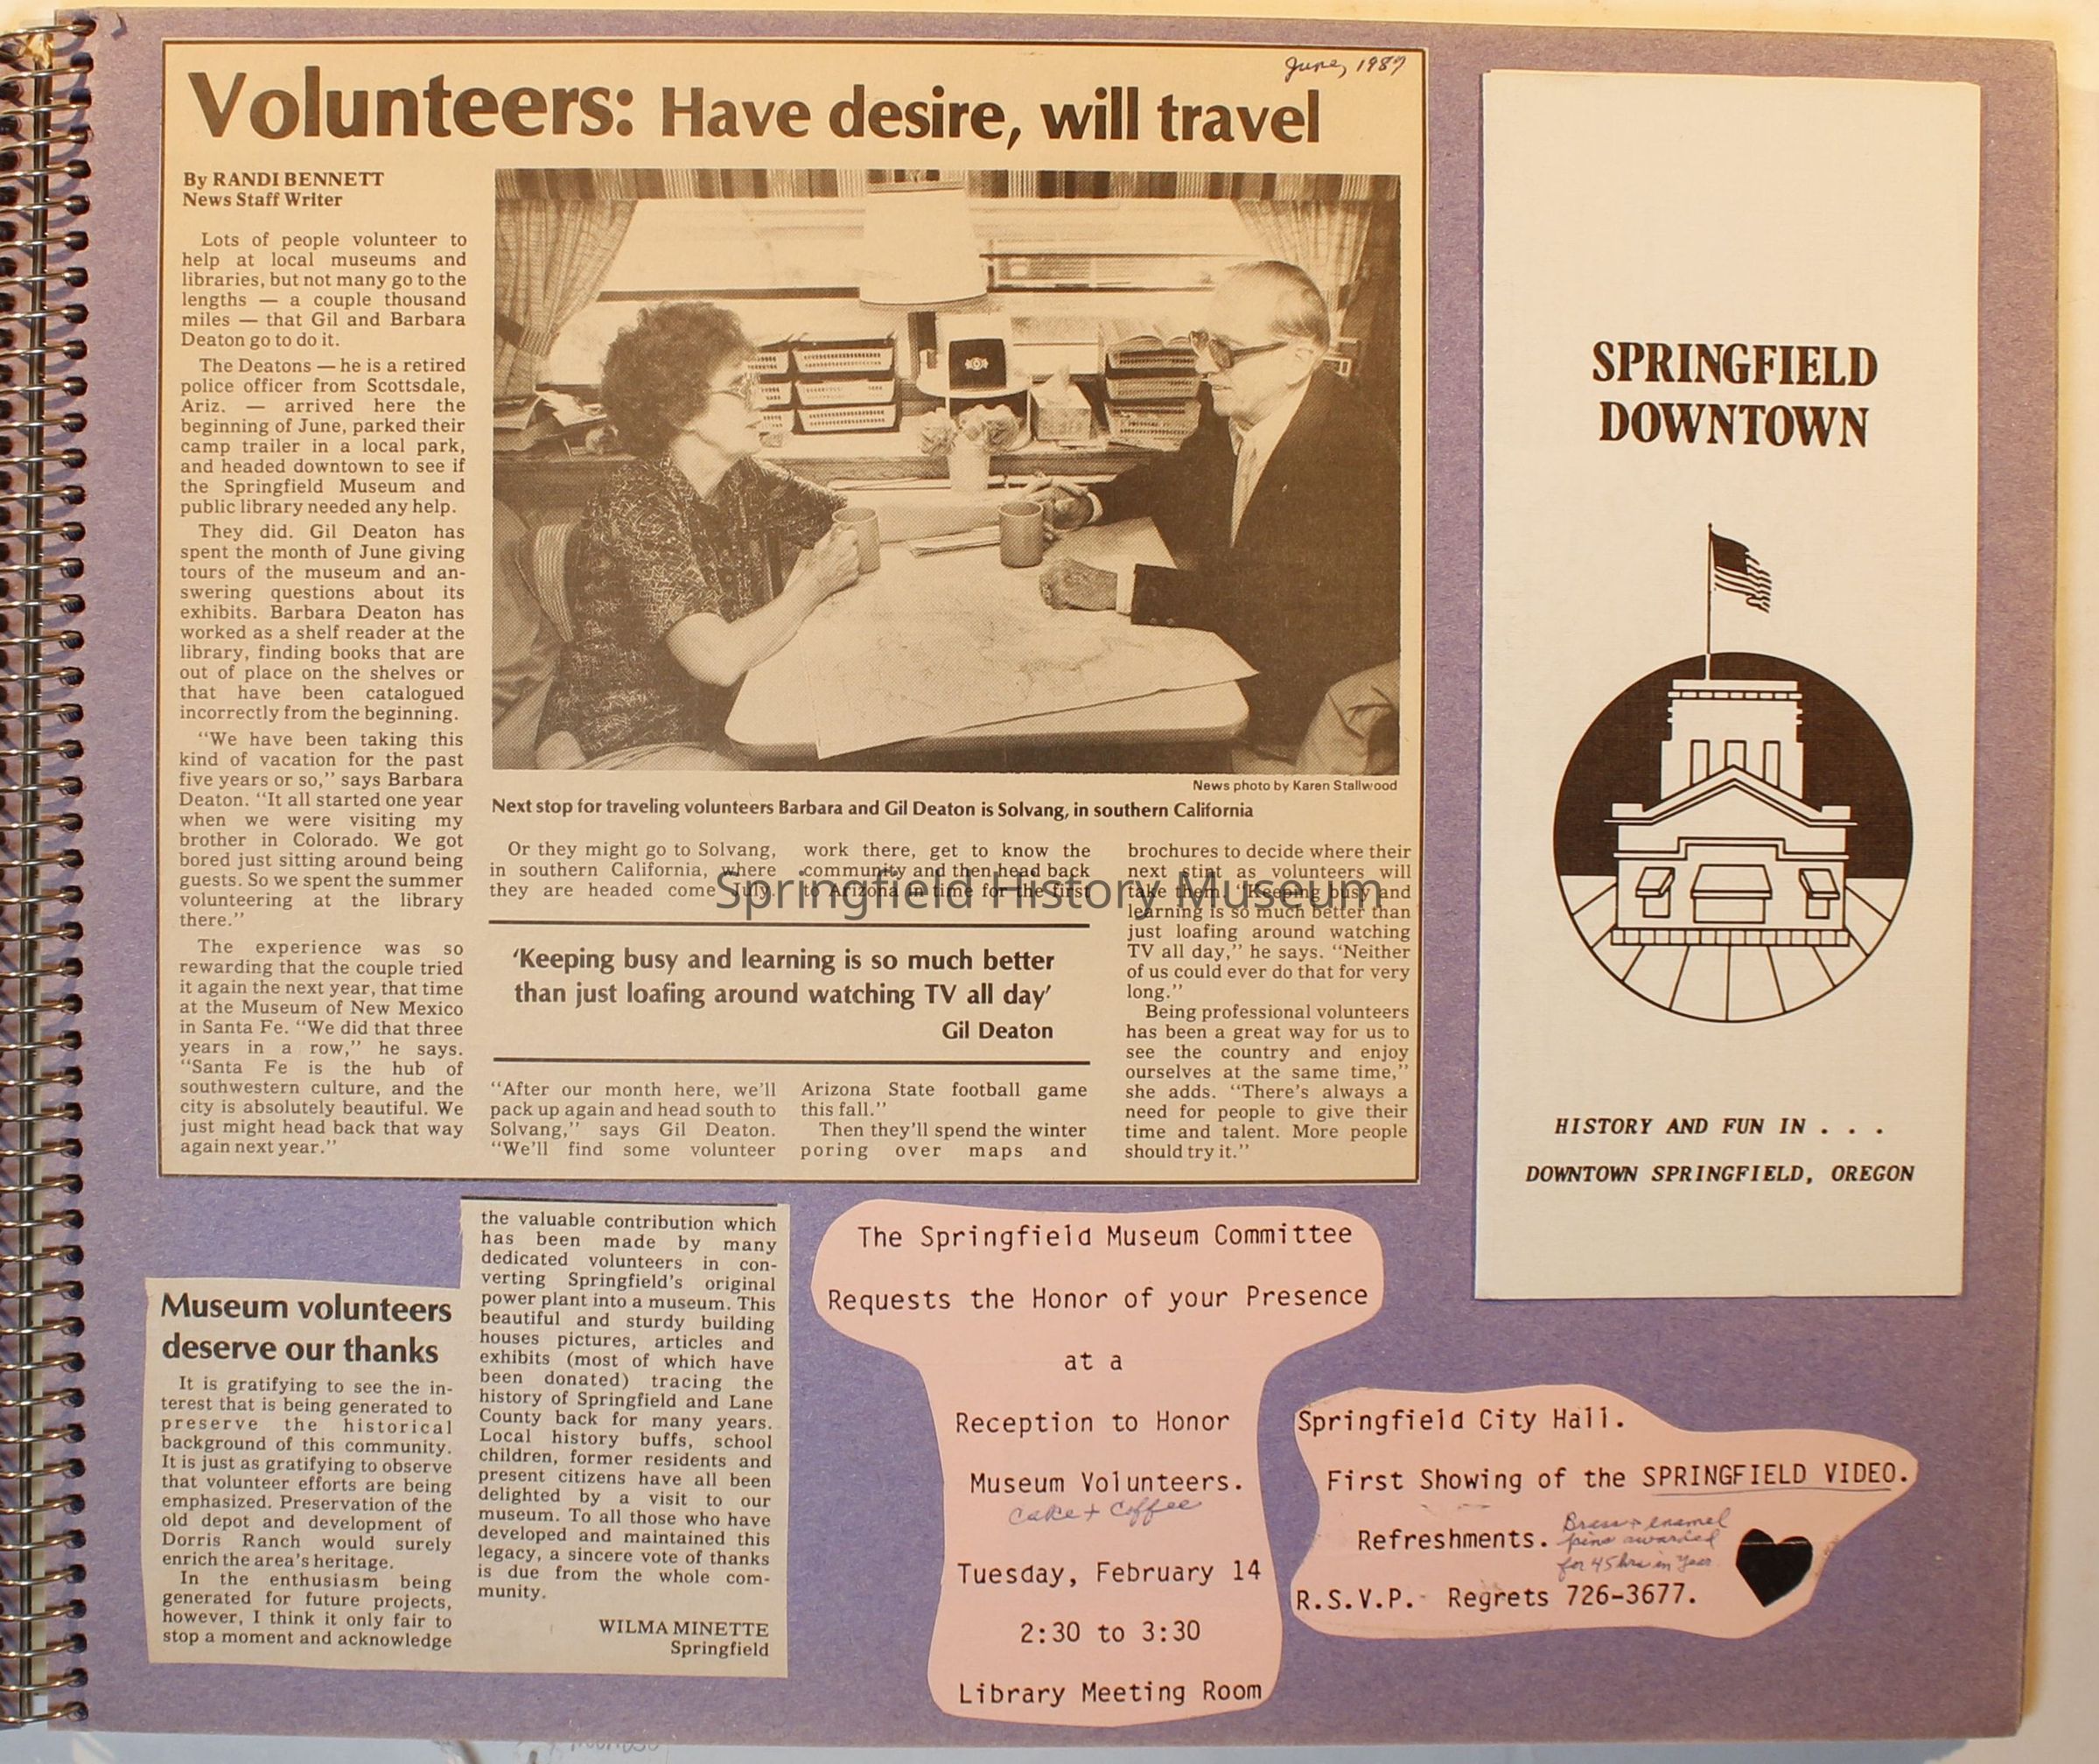 June, 1989
Volunteers: Have desire, will travel
By RANDI BENNETT
News Staff Writer
Lots of people volunteer to
help at local museums and
libraries, but not many go to the
lengths — a couple thousand
miles — that Gil and Barbara
Deaton go to do it.
The Deatons — he is a retired
police officer from Scottsdale,
Ariz. — arrived here the
beginning of June, parked their
camp trailer in a local park,
and headed downtown to see if
the Springfield Museum and
public library needed any help.
They did. Gil Deaton has
spent the month of June giving
tours of the museum and an-
swering questions about its
exhibits. Barbara Deaton has
worked as a shelf reader at the
library, finding books that are
out of place on the shelves or
that have been catalogued
incorrectly from the beginning.
“We have been taking this
kind of vacation for the past
five years or so,” says Barbara
Deaton. “It all started one year
when we were visiting my
brother in Colorado. We got
bored just sitting around being
guests. So we spent the summer
volunteering at the library
there.”
The experience was so
rewarding that the couple tried
it again the next year, that time
at the Museum of New Mexico
in Santa Fe. “We did that three
years in a row,” he says.
“Santa Fe is the hub of
southwestern culture, and the
city is absolutely beautiful. We
just might head back that way
again next year.”
News photo by Karen Stallwood
Next stop for traveling volunteers Barbara and Gil Deaton is Solvang, in southern California
Or they might go to Solvang,
in southern California, where
they are headed come July.
‘Keeping busy and learning is so much better
than just loafing around watching TV all day’
Gil Deaton
“After our month here, we’ll
pack up again and head south to
Solvang,” says Gil Deaton.
“We’ll find some volunteer
work there, get to know the
community and then head back
to Arizona in time for the first
Arizona State football game
this fall.”
Then they’ll spend the winter
poring over maps and
brochures to decide where their
next stint as volunteers will
take them. “Keeping busy and
learning is so much better than
just loafing around watching
TV all day,” he says. “Neither
of us could ever do that for very
long.”
Being professional volunteers
has been a great way for us to
see the country and enjoy
ourselves at the same time,”
she adds. “There’s always a
need for people to give their
time and talent. More people
should try it.”
Springfield History Museum
SPRINGFIELD
DOWNTOWN
HISTORY AND FUN IN . . .
DOWNTOWN SPRINGFIELD, OREGON
Museum volunteers
deserve our thanks
It is gratifying to see the in-
terest that is being generated to
preserve the historical
background of this community.
It is just as gratifying to observe
that volunteer efforts are being
emphasized. Preservation of the
old depot and development of
Dorris Ranch would surely
enrich the area’s heritage.
In the enthusiasm being
generated for future projects,
however, I think it only fair to
stop a moment and acknowledge
the valuable contribution which
has been made by many
dedicated volunteers in con-
verting Springfield’s original
power plant into a museum. This
beautiful and sturdy building
houses pictures, articles and
exhibits (most of which have
been donated) tracing the
history of Springfield and Lane
County back for many years.
Local history buffs, school
children, former residents and
present citizens have all been
delighted by a visit to our
museum. To all those who have
developed and maintained this
legacy, a sincere vote of thanks
is due from the whole com-
munity.
WILMA MINETTE
Springfield
The Springfield Museum Committee
Requests the Honor of your Presence
at a
Reception to Honor
Museum Volunteers.
Cake + Coffee
Tuesday, February 14
2:30 to 3:30
Library Meeting Room
Springfield City Hall.
First Showing of the SPRINGFIELD VIDEO.
Refreshments.
Brass + enamel
pins awarded
for 45 hrs in year
R.S.V.P. Regrets 726-3677.